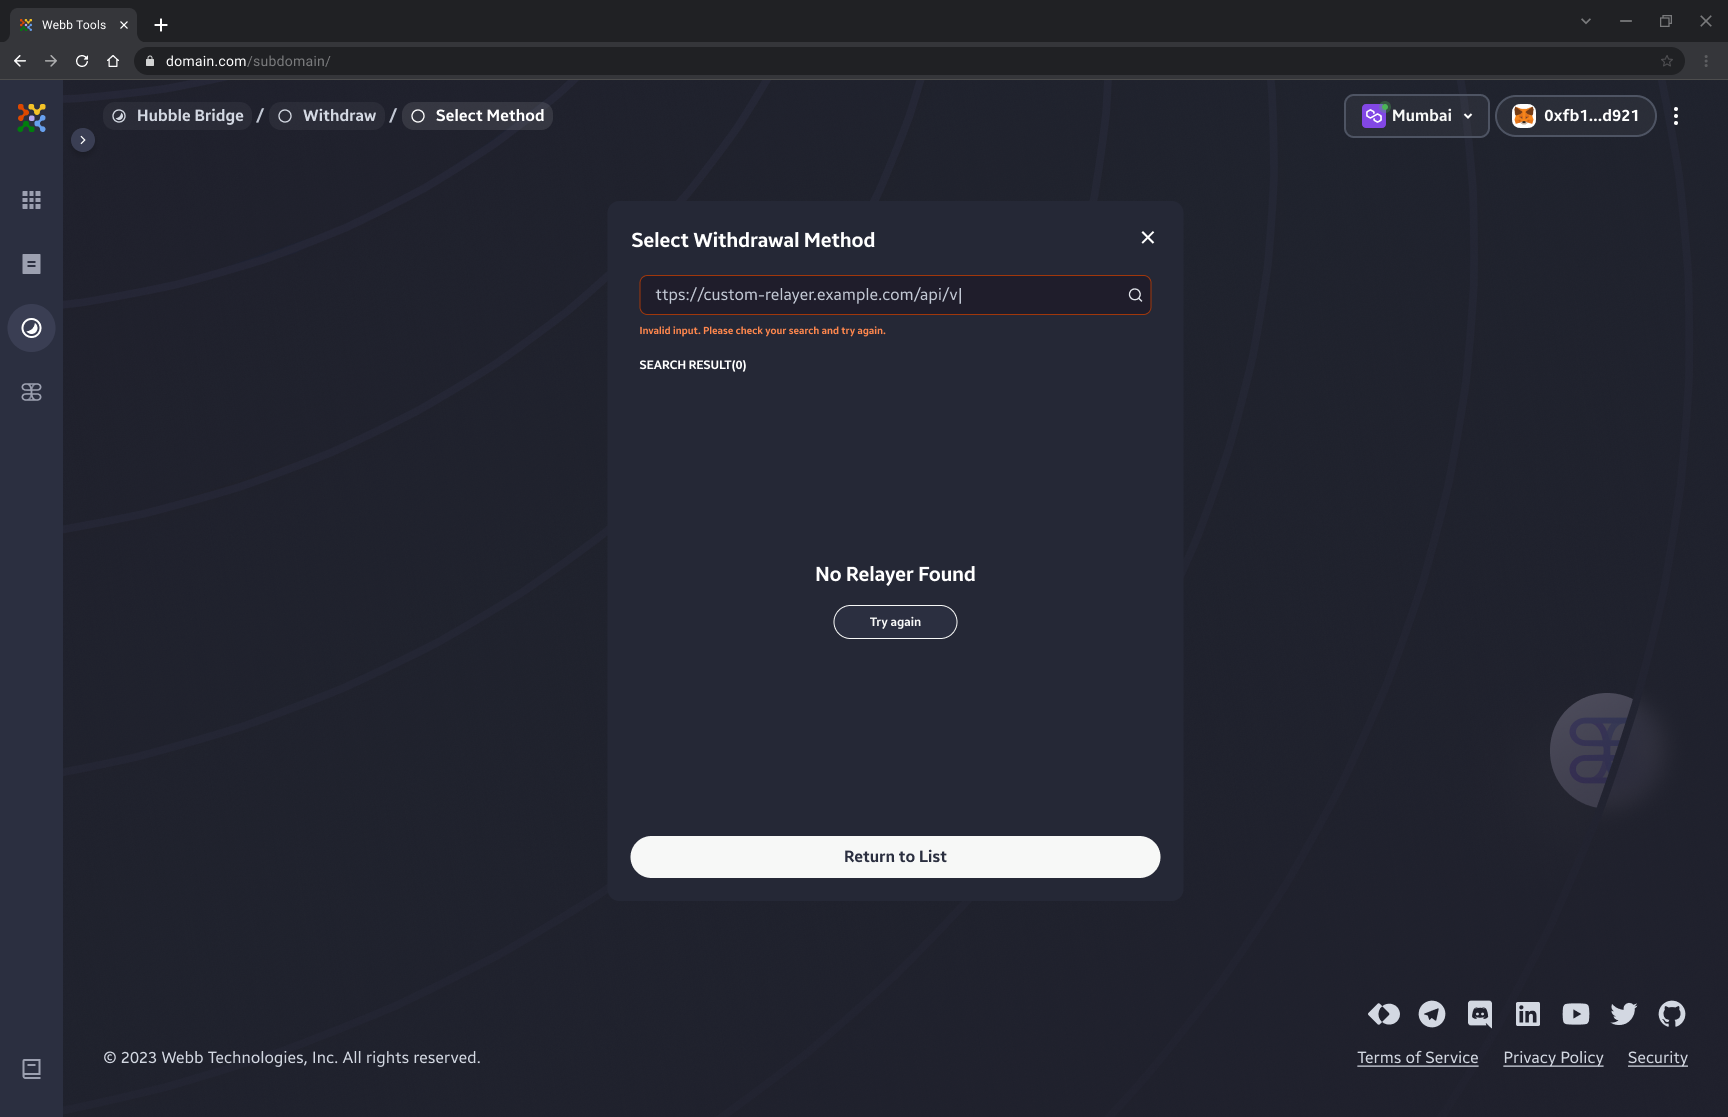 Webb Tools
domain.com/subdomain/
Hubble Bridge / Withdraw / Select Method
Mumbai
0xfb1...d921
Select Withdrawal Method
ttps://custom-relayer.example.com/api/v|
Invalid input. Please check your search and try again.
SEARCH RESULT(0)
No Relayer Found
Try again
Return to List
© 2023 Webb Technologies, Inc. All rights reserved.
Terms of Service
Privacy Policy
Security